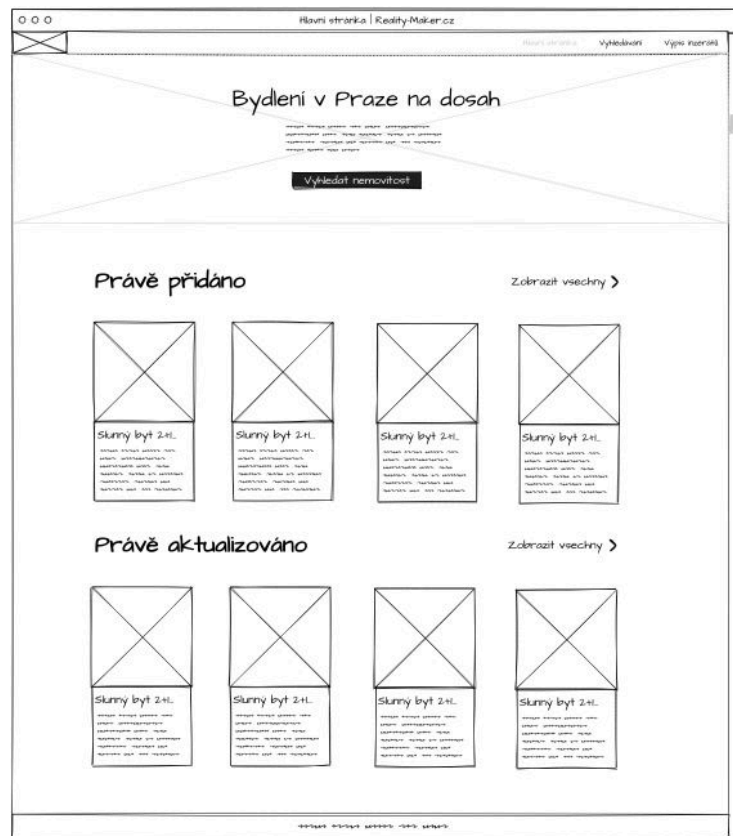 Hlavní stránka | Reality-Maker.cz
Hlavní stránka Vyhledávání Výpis inzerátů
Bydlení v Praze na dosah
Vyhledat nemovitost
Právě přidáno
Zobrazit vsechny
Slunný byt 2+1... Slunný byt 2+1... Slunný byt 2+1... Slunný byt 2+1...
Právě aktualizováno
Zobrazit vsechny
Slunný byt 2+1... Slunný byt 2+1... Slunný byt 2+1... Slunný byt 2+1...